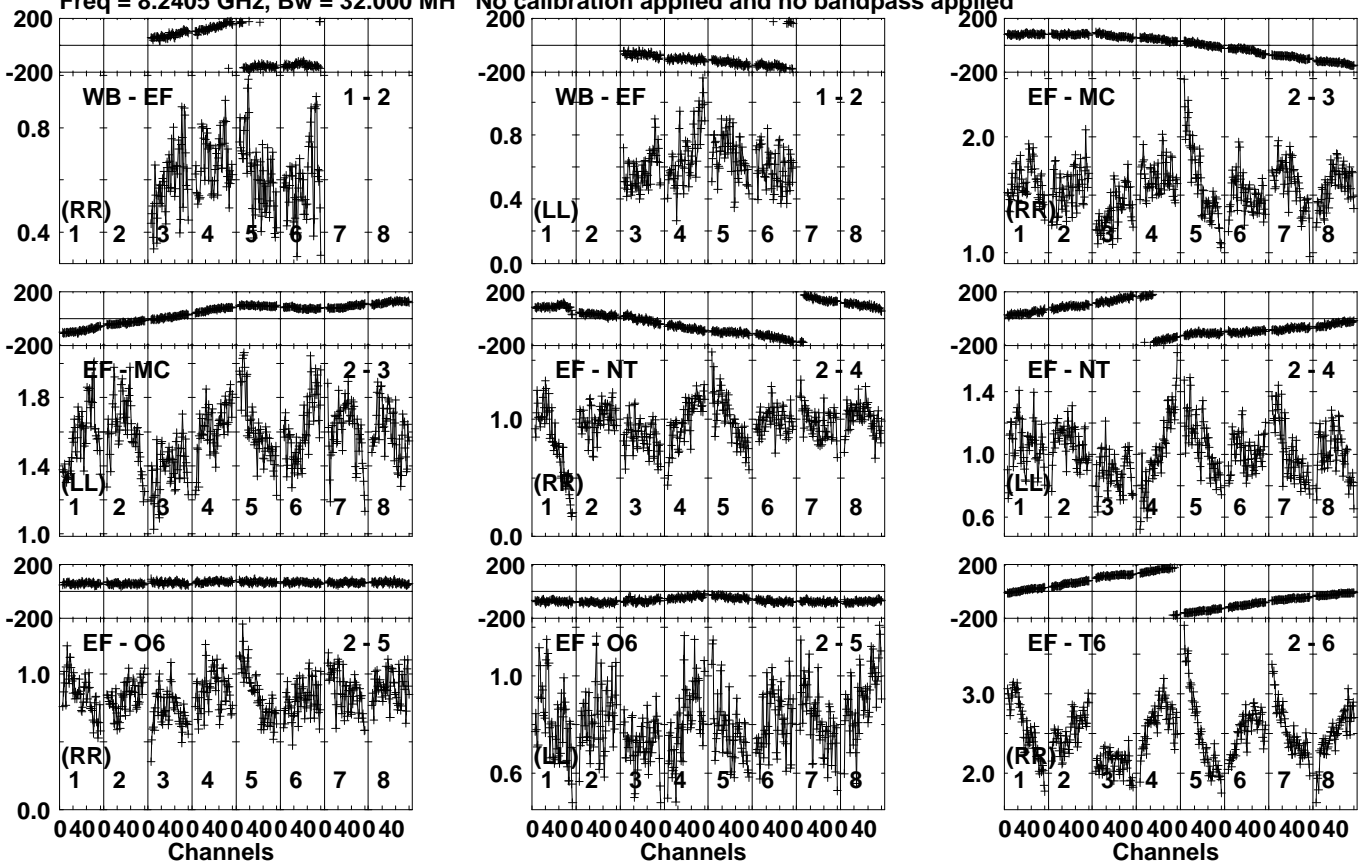 Freq = 8.2405 GHz, Bw = 32.000 MH No calibration applied and no bandpass applied
200
-200
WB - EF 1 - 2
0.8
(RR)
0.4
1 2 3 4 5 6 7 8
200
-200
WB - EF 1 - 2
0.8
0.4
(LL)
1 2 3 4 5 6 7 8
0.0
200
-200
EF - MC 2 - 3
2.0
(RR)
1 2 3 4 5 6 7 8
1.0
200
-200
EF - MC 2 - 3
1.8
1.4
(LL)
1 2 3 4 5 6 7 8
1.0
200
-200
EF - NT 2 - 4
1.0
(RR)
1 2 3 4 5 6 7 8
0.0
200
-200
EF - NT 2 - 4
1.4
1.0
(LL)
1 2 3 4 5 6 7 8
0.6
200
-200
EF - O6 2 - 5
1.0
(RR)
1 2 3 4 5 6 7 8
0.0
0 40 0 40 0 40 0 40 0 40 0 40 0 40 0 40
Channels
200
-200
EF - O6 2 - 5
1.0
(LL)
0.6
1 2 3 4 5 6 7 8
0 40 0 40 0 40 0 40 0 40 0 40 0 40 0 40
Channels
200
-200
EF - T6 2 - 6
3.0
(RR)
2.0
1 2 3 4 5 6 7 8
0 40 0 40 0 40 0 40 0 40 0 40 0 40 0 40
Channels